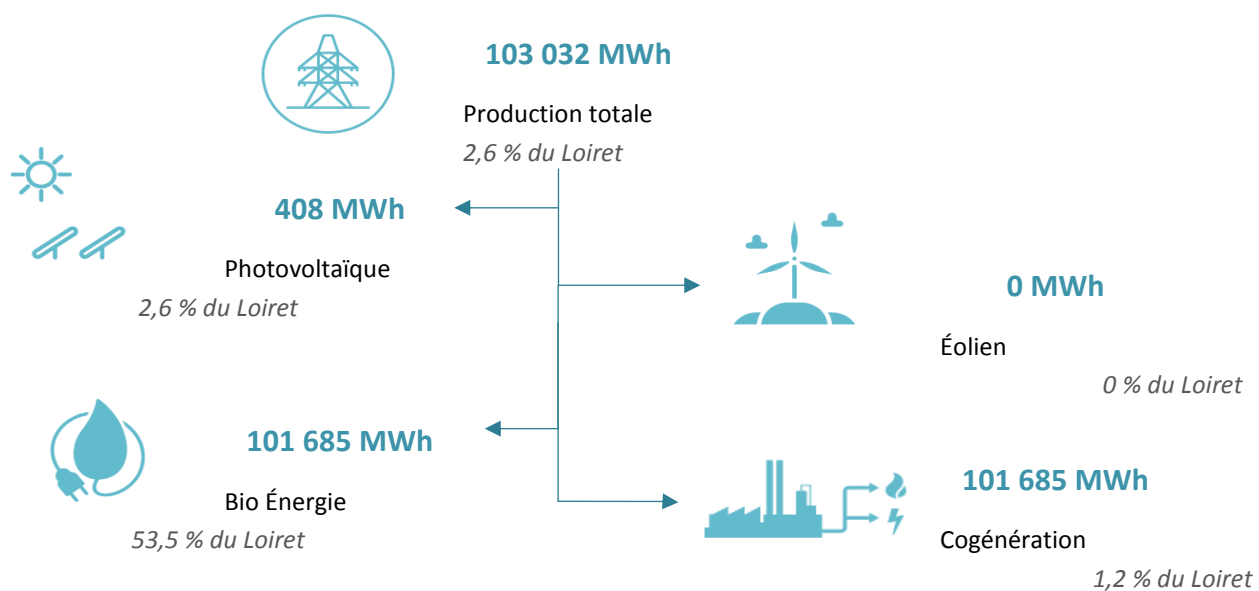 103 032 MWh
Production totale
2,6 % du Loiret
408 MWh
Photovoltaïque
2,6 % du Loiret
0 MWh
Éolien
0 % du Loiret
101 685 MWh
Bio Énergie
53,5 % du Loiret
101 685 MWh
Cogénération
1,2 % du Loiret